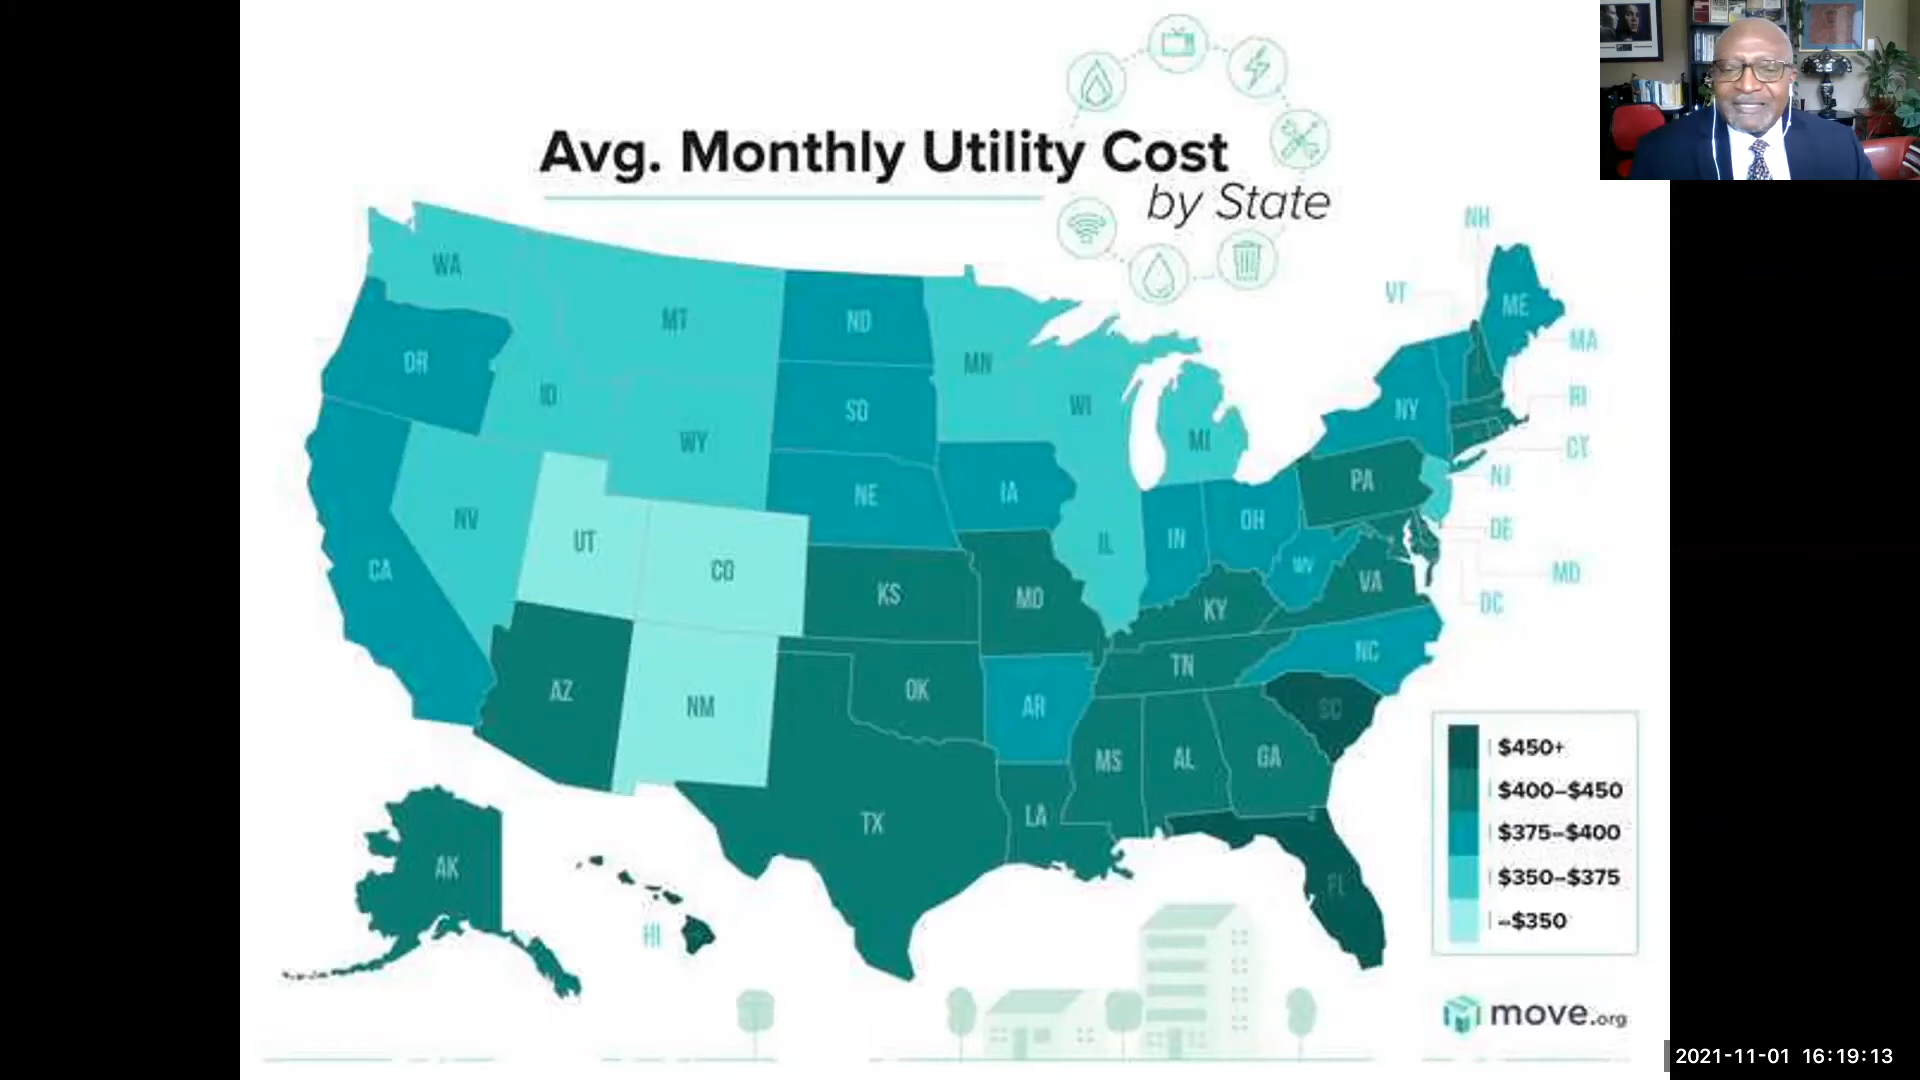 Avg. Monthly Utility Cost
by State
NH
WA
VT
ME
MT
ND
MA
OR
MN
ID
RI
WI
SD
NY
WY
MI
CT
PA
NJ
NE
IA
NV
OH
DE
IN
UT
IL
WV
CO
CA
MD
VA
KS
MO
DC
KY
NC
TN
AZ
OK
NM
AR
SC
$450+
MS
AL
GA
$400–$450
LA
TX
$375–$400
AK
$350–$375
FL
–$350
HI
move.org
2021-11-01 16:19:13